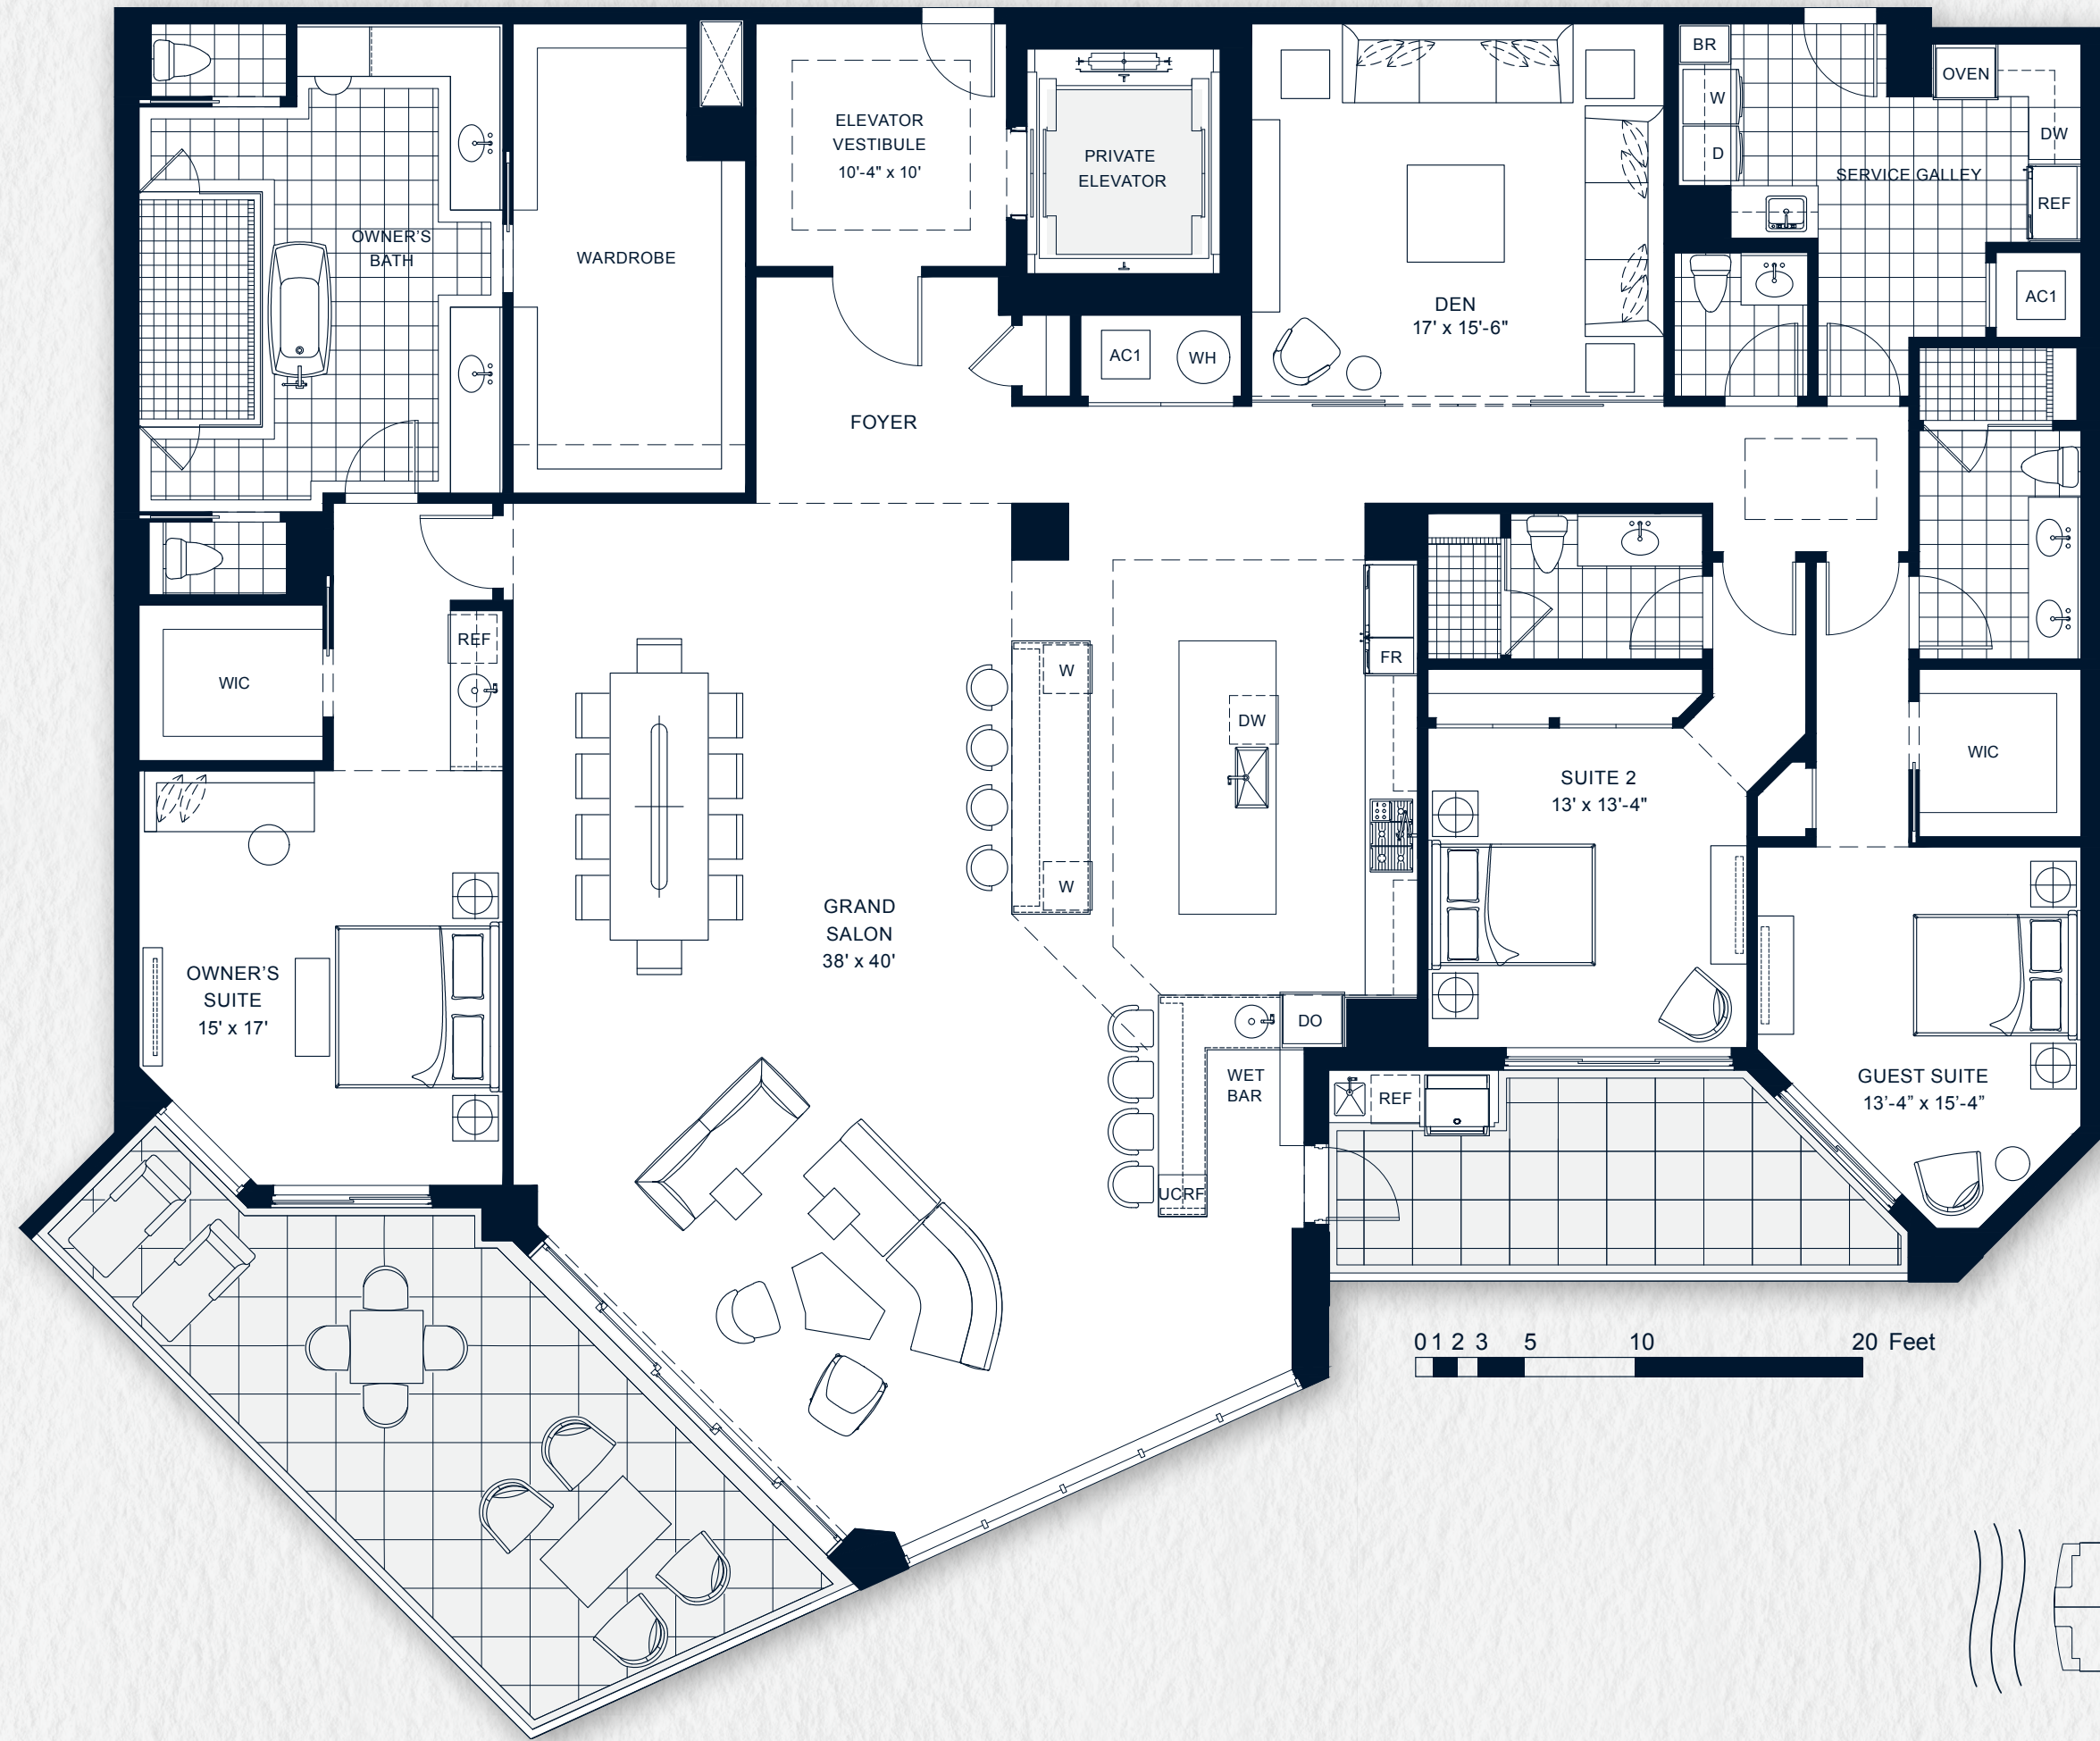 BR
OVEN
W
ELEVATOR
VESTIBULE
10'-4" x 10'
DW
D
PRIVATE
ELEVATOR
SERVICE GALLEY
REF
OWNER'S
BATH
WARDROBE
AC1
DEN
17' x 15'-6"
AC1
WH
FOYER
REF
FR
W
WIC
DW
WIC
SUITE 2
13' x 13'-4"
W
GRAND
SALON
38' x 40'
OWNER'S
SUITE
15' x 17'
DO
WET
BAR
REF
GUEST SUITE
13'-4” x 15'-4”
UCRF
0 1 2 3 5 10 20 Feet